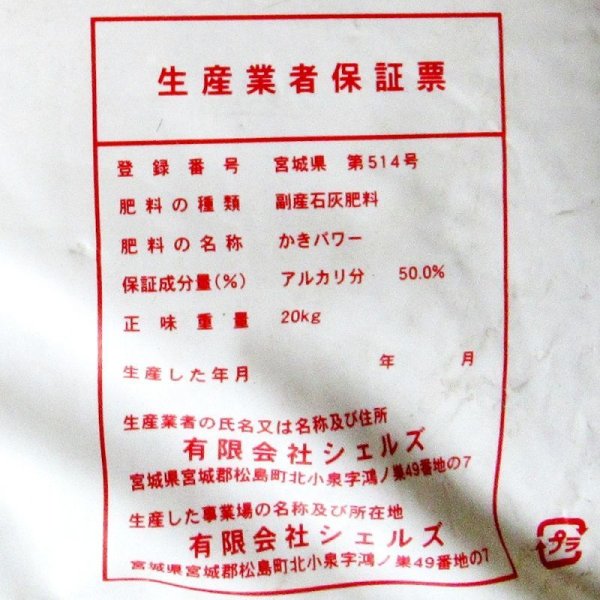 生産業者保証票
登録番号 宮城県 第514号
肥料の種類 副産石灰肥料
肥料の名称 かきパワー
保証成分量(%) アルカリ分 50.0%
正味重量 20kg
生産した年月 年 月
生産業者の氏名又は名称及び住所
有限会社シェルズ
宮城県宮城郡松島町北小泉字鴻ノ巣49番地の7
生産した事業場の名称及び所在地
有限会社シェルズ
宮城県宮城郡松島町北小泉字鴻ノ巣49番地の7
プラ